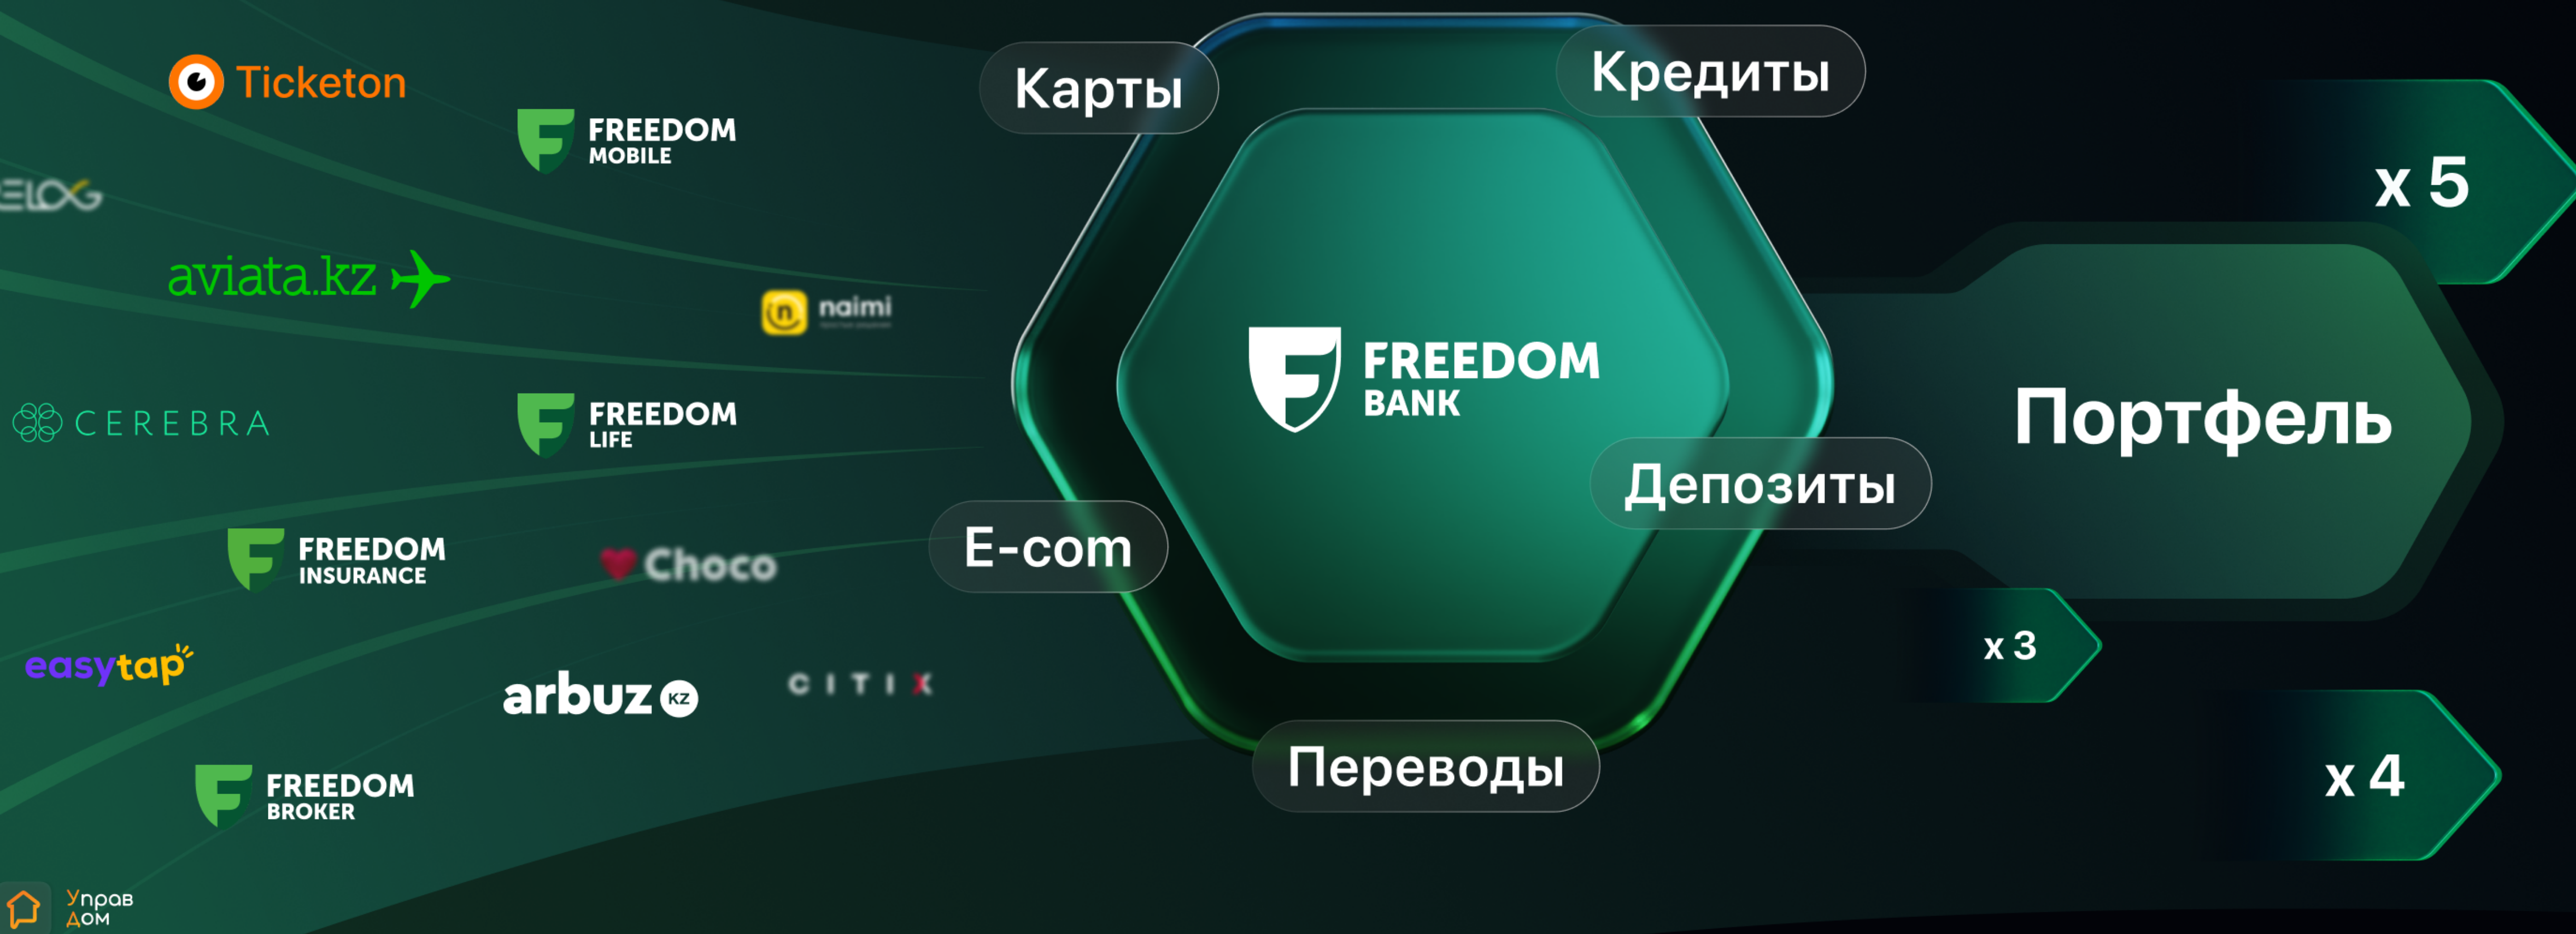 Ticketon
FREEDOM
MOBILE
ELOG
aviata.kz
naimi
CEREBRA
FREEDOM
LIFE
FREEDOM
INSURANCE
Choco
easytap
arbuz KZ
CITIX
FREEDOM
BROKER
Управ
Дом
Карты
Кредиты
FREEDOM
BANK
Депозиты
E-com
Переводы
x 5
Портфель
x 3
x 4